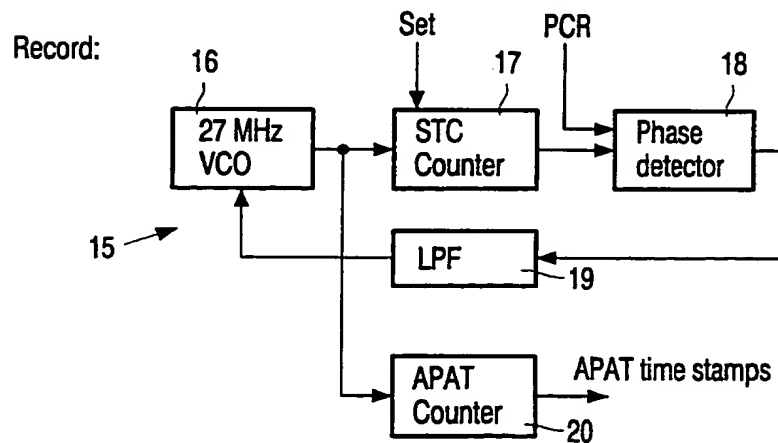 Record:
Set
PCR
16
17
18
27 MHz
VCO
STC
Counter
Phase
detector
15
LPF
19
APAT
Counter
APAT time stamps
20